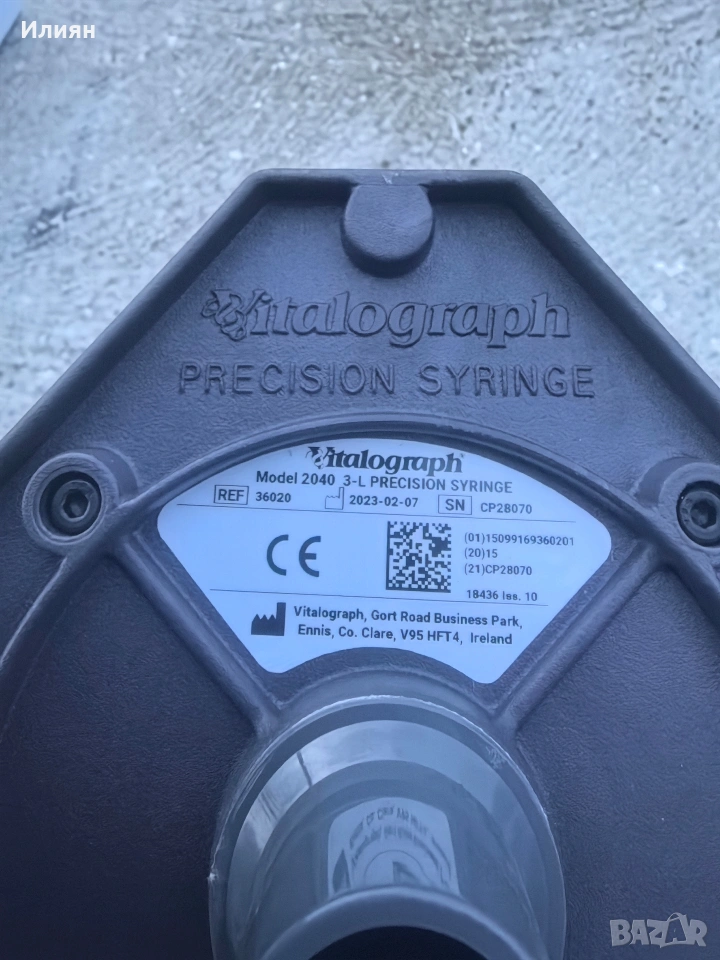 Илиян
Vitalograph
PRECISION SYRINGE
Vitalograph
Model 2040 3-L PRECISION SYRINGE
REF 36020 2023-02-07 SN CP28070
CE
(01)15099169360201
(20)15
(21)CP28070
18436 Iss. 10
Vitalograph, Gort Road Business Park,
Ennis, Co. Clare, V95 HFT4, Ireland
BAZAR